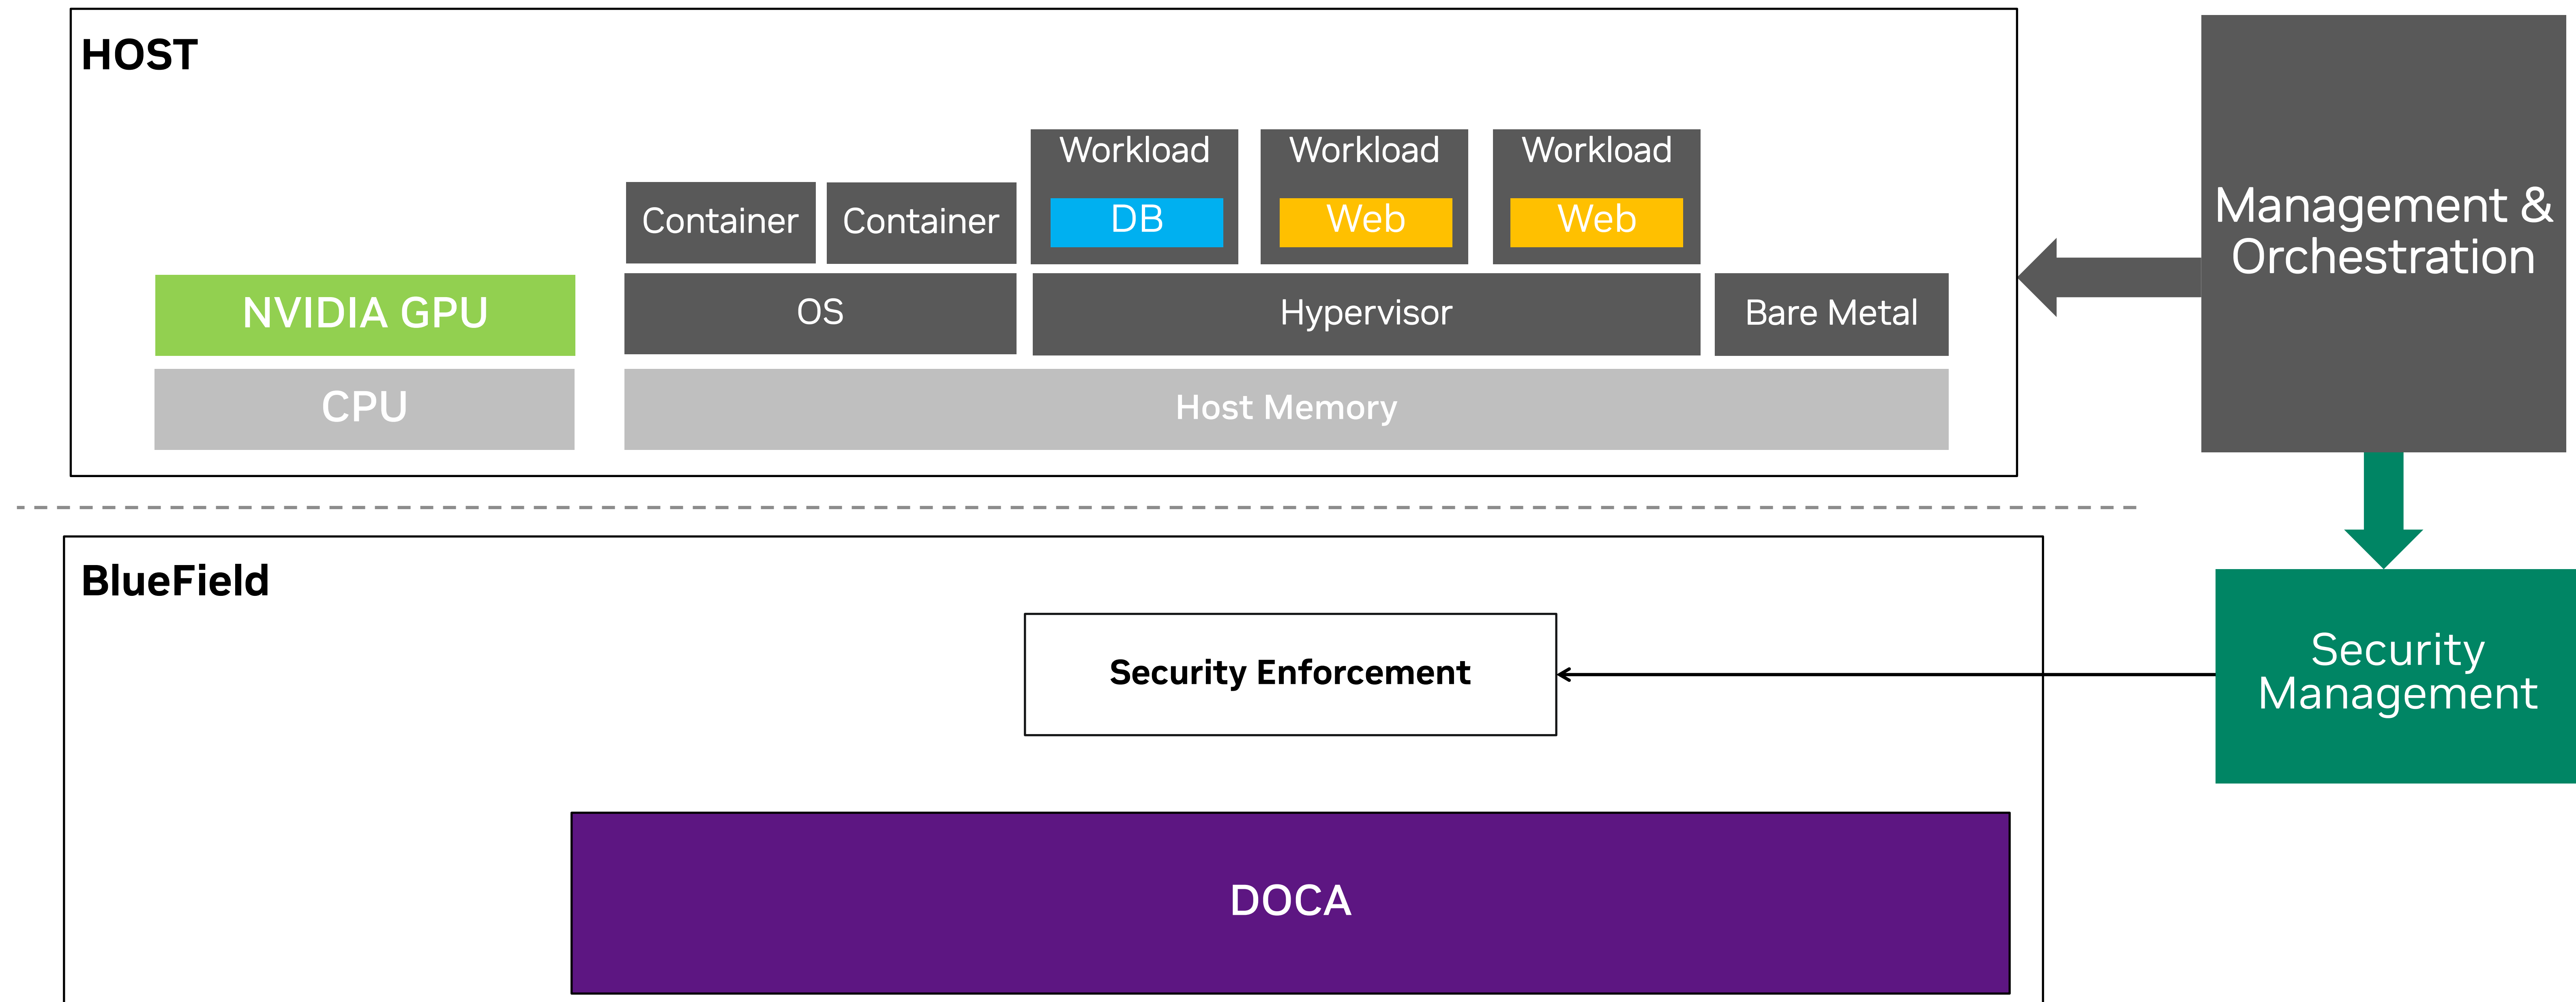 HOST
Workload
Workload
Workload
Container
Container
DB
Web
Web
Management &
Orchestration
NVIDIA GPU
OS
Hypervisor
Bare Metal
CPU
Host Memory
BlueField
Security Enforcement
Security
Management
DOCA